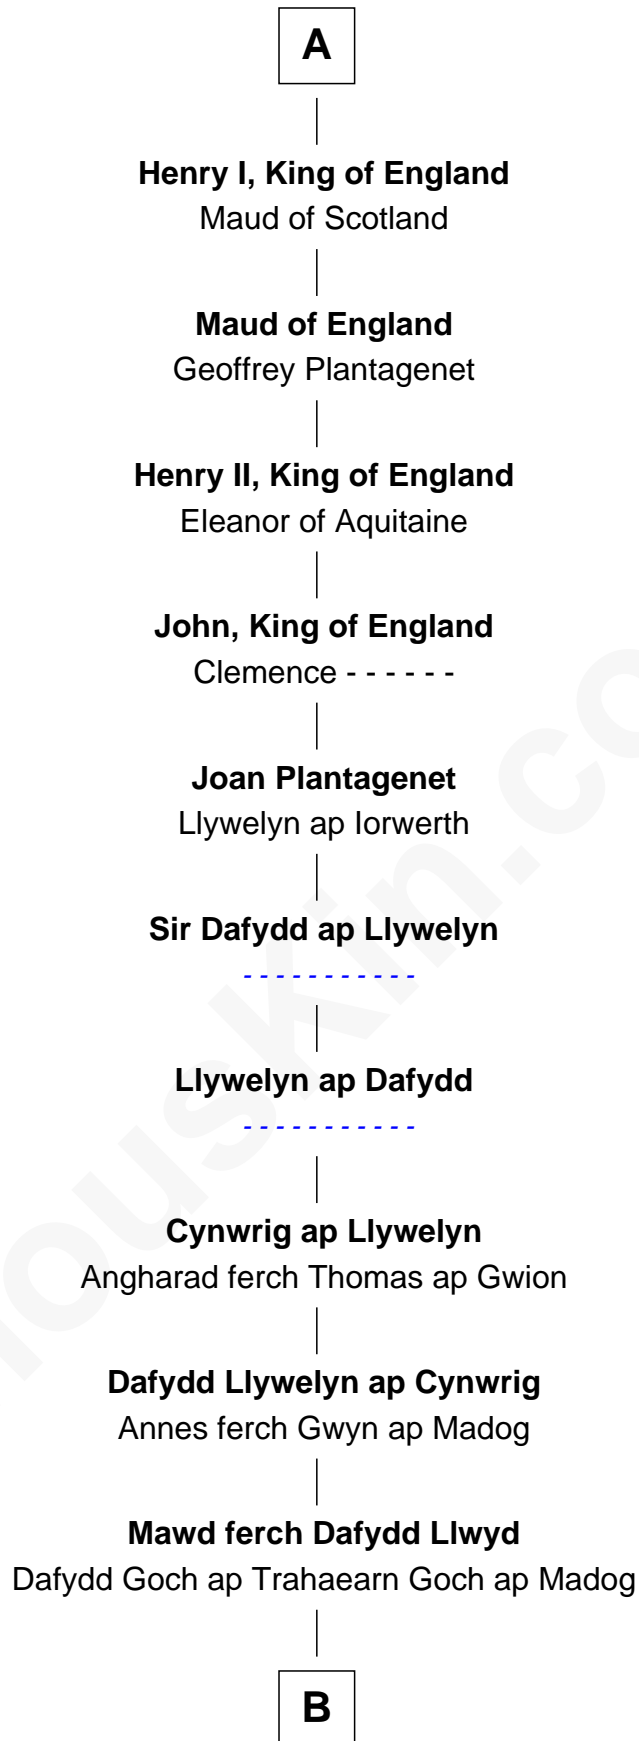 A
Henry I, King of England
Maud of Scotland
Maud of England
Geoffrey Plantagenet
Henry II, King of England
Eleanor of Aquitaine
John, King of England
Clemence - - - - - -
Joan Plantagenet
Llywelyn ap Iorwerth
Sir Dafydd ap Llywelyn
- - - - - - - - - - -
Llywelyn ap Dafydd
- - - - - - - - - - -
Cynwrig ap Llywelyn
Angharad ferch Thomas ap Gwion
Dafydd Llywelyn ap Cynwrig
Annes ferch Gwyn ap Madog
Mawd ferch Dafydd Llwyd
Dafydd Goch ap Trahaearn Goch ap Madog
B